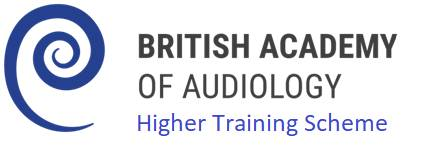 BRITISH ACADEMY
OF AUDIOLOGY
Higher Training Scheme